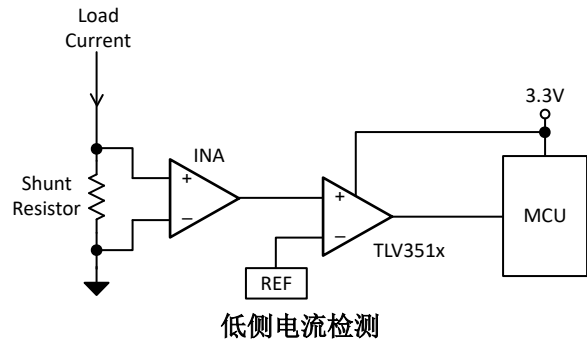 Load
Current
3.3V
INA
Shunt
Resistor
+
−
+
−
MCU
TLV351x
REF
低侧电流检测